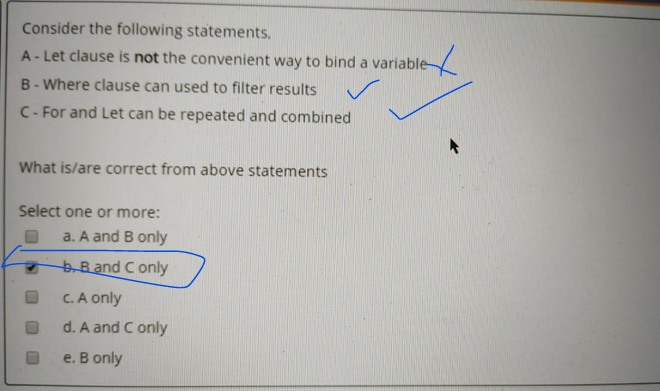 Consider the following statements,
A - Let clause is not the convenient way to bind a variable
B - Where clause can used to filter results
C - For and Let can be repeated and combined
What is/are correct from above statements
Select one or more:
a. A and B only
b. B and C only
c. A only
d. A and C only
e. B only